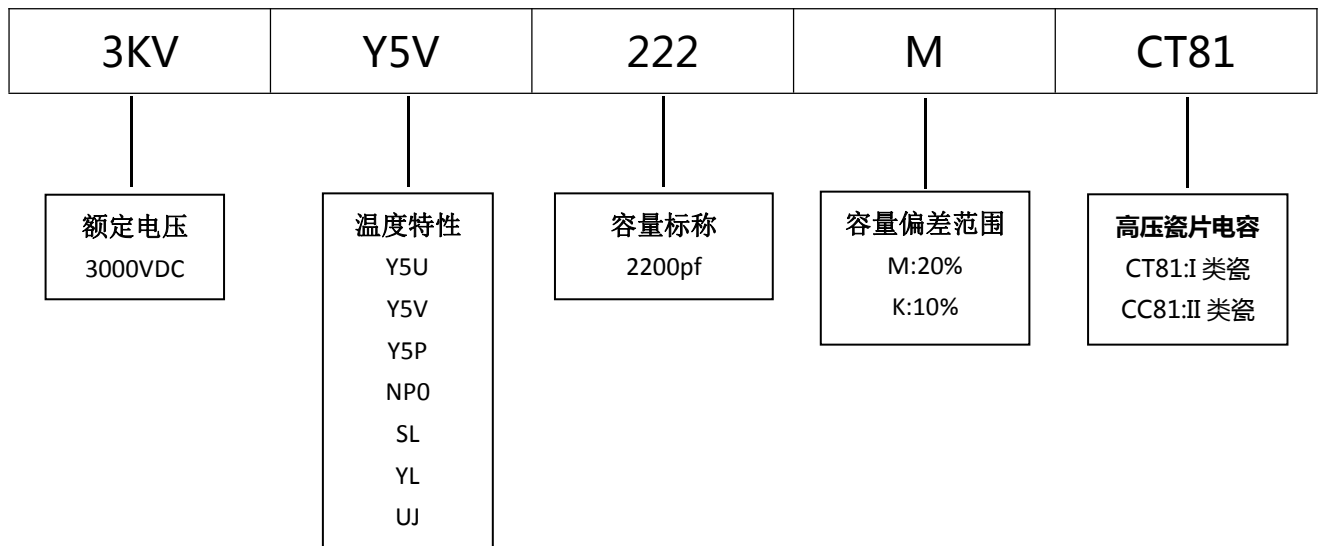 3KV Y5V 222 M CT81
额定电压
3000VDC
温度特性
Y5U
Y5V
Y5P
NP0
SL
YL
UJ
容量标称
2200pf
容量偏差范围
M:20%
K:10%
高压瓷片电容
CT81:I 类瓷
CC81:II 类瓷